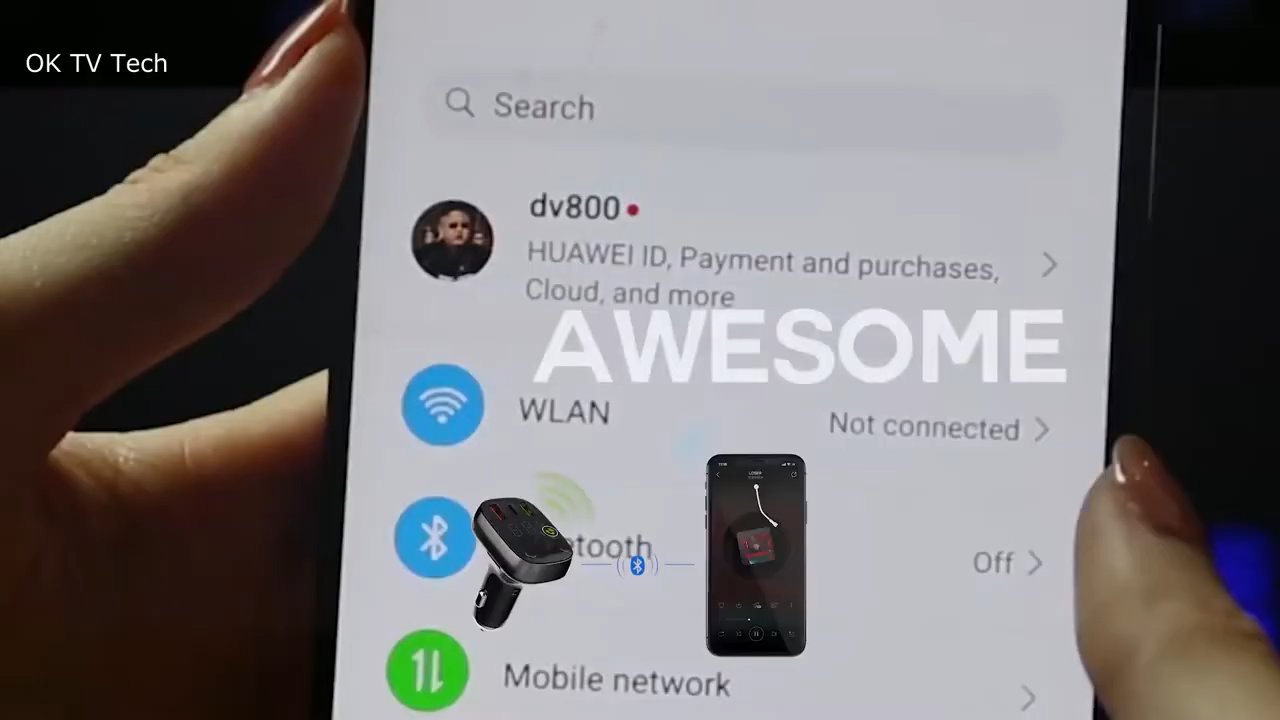 OK TV Tech
Search
dv800
HUAWEI ID, Payment and purchases,
Cloud, and more
AWESOME
WLAN
Not connected
etooth
Off
Mobile network